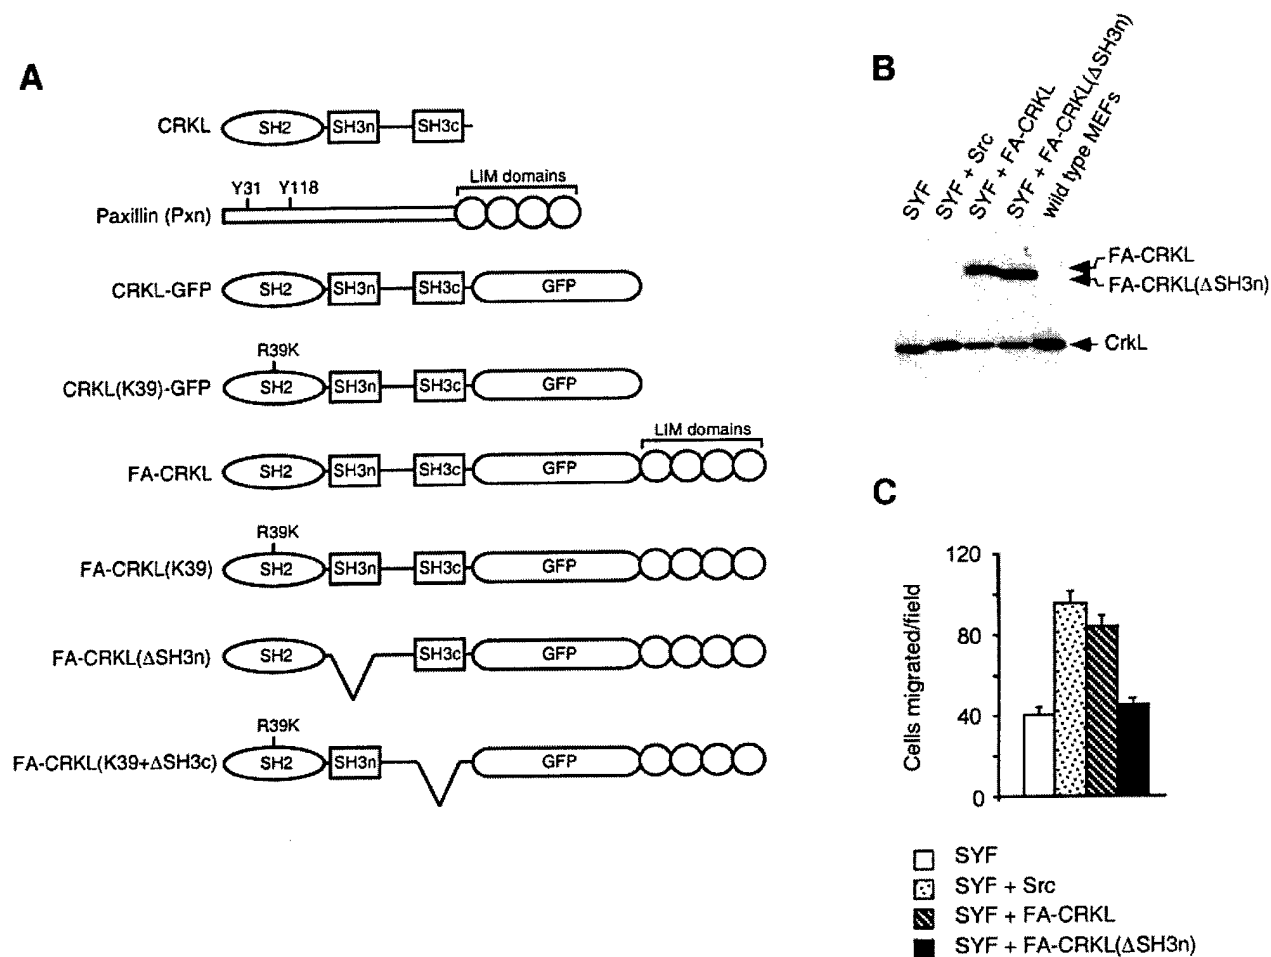 A
CRKL
SH2 SH3n SH3c
Y31 Y118 LIM domains
Paxillin (Pxn)
CRKL-GFP
SH2 SH3n SH3c GFP
R39K
CRKL(K39)-GFP
SH2 SH3n SH3c GFP
LIM domains
FA-CRKL
SH2 SH3n SH3c GFP
R39K
FA-CRKL(K39)
SH2 SH3n SH3c GFP
FA-CRKL(ΔSH3n)
SH2 SH3c GFP
R39K
FA-CRKL(K39+ΔSH3c)
SH2 SH3n GFP
B
SYF
SYF + Src
SYF + FA-CRKL
SYF + FA-CRKL(ΔSH3n)
wild type MEFs
FA-CRKL
FA-CRKL(ΔSH3n)
CrkL
C
Cells migrated/field
120
80
40
0
SYF
SYF + Src
SYF + FA-CRKL
SYF + FA-CRKL(ΔSH3n)